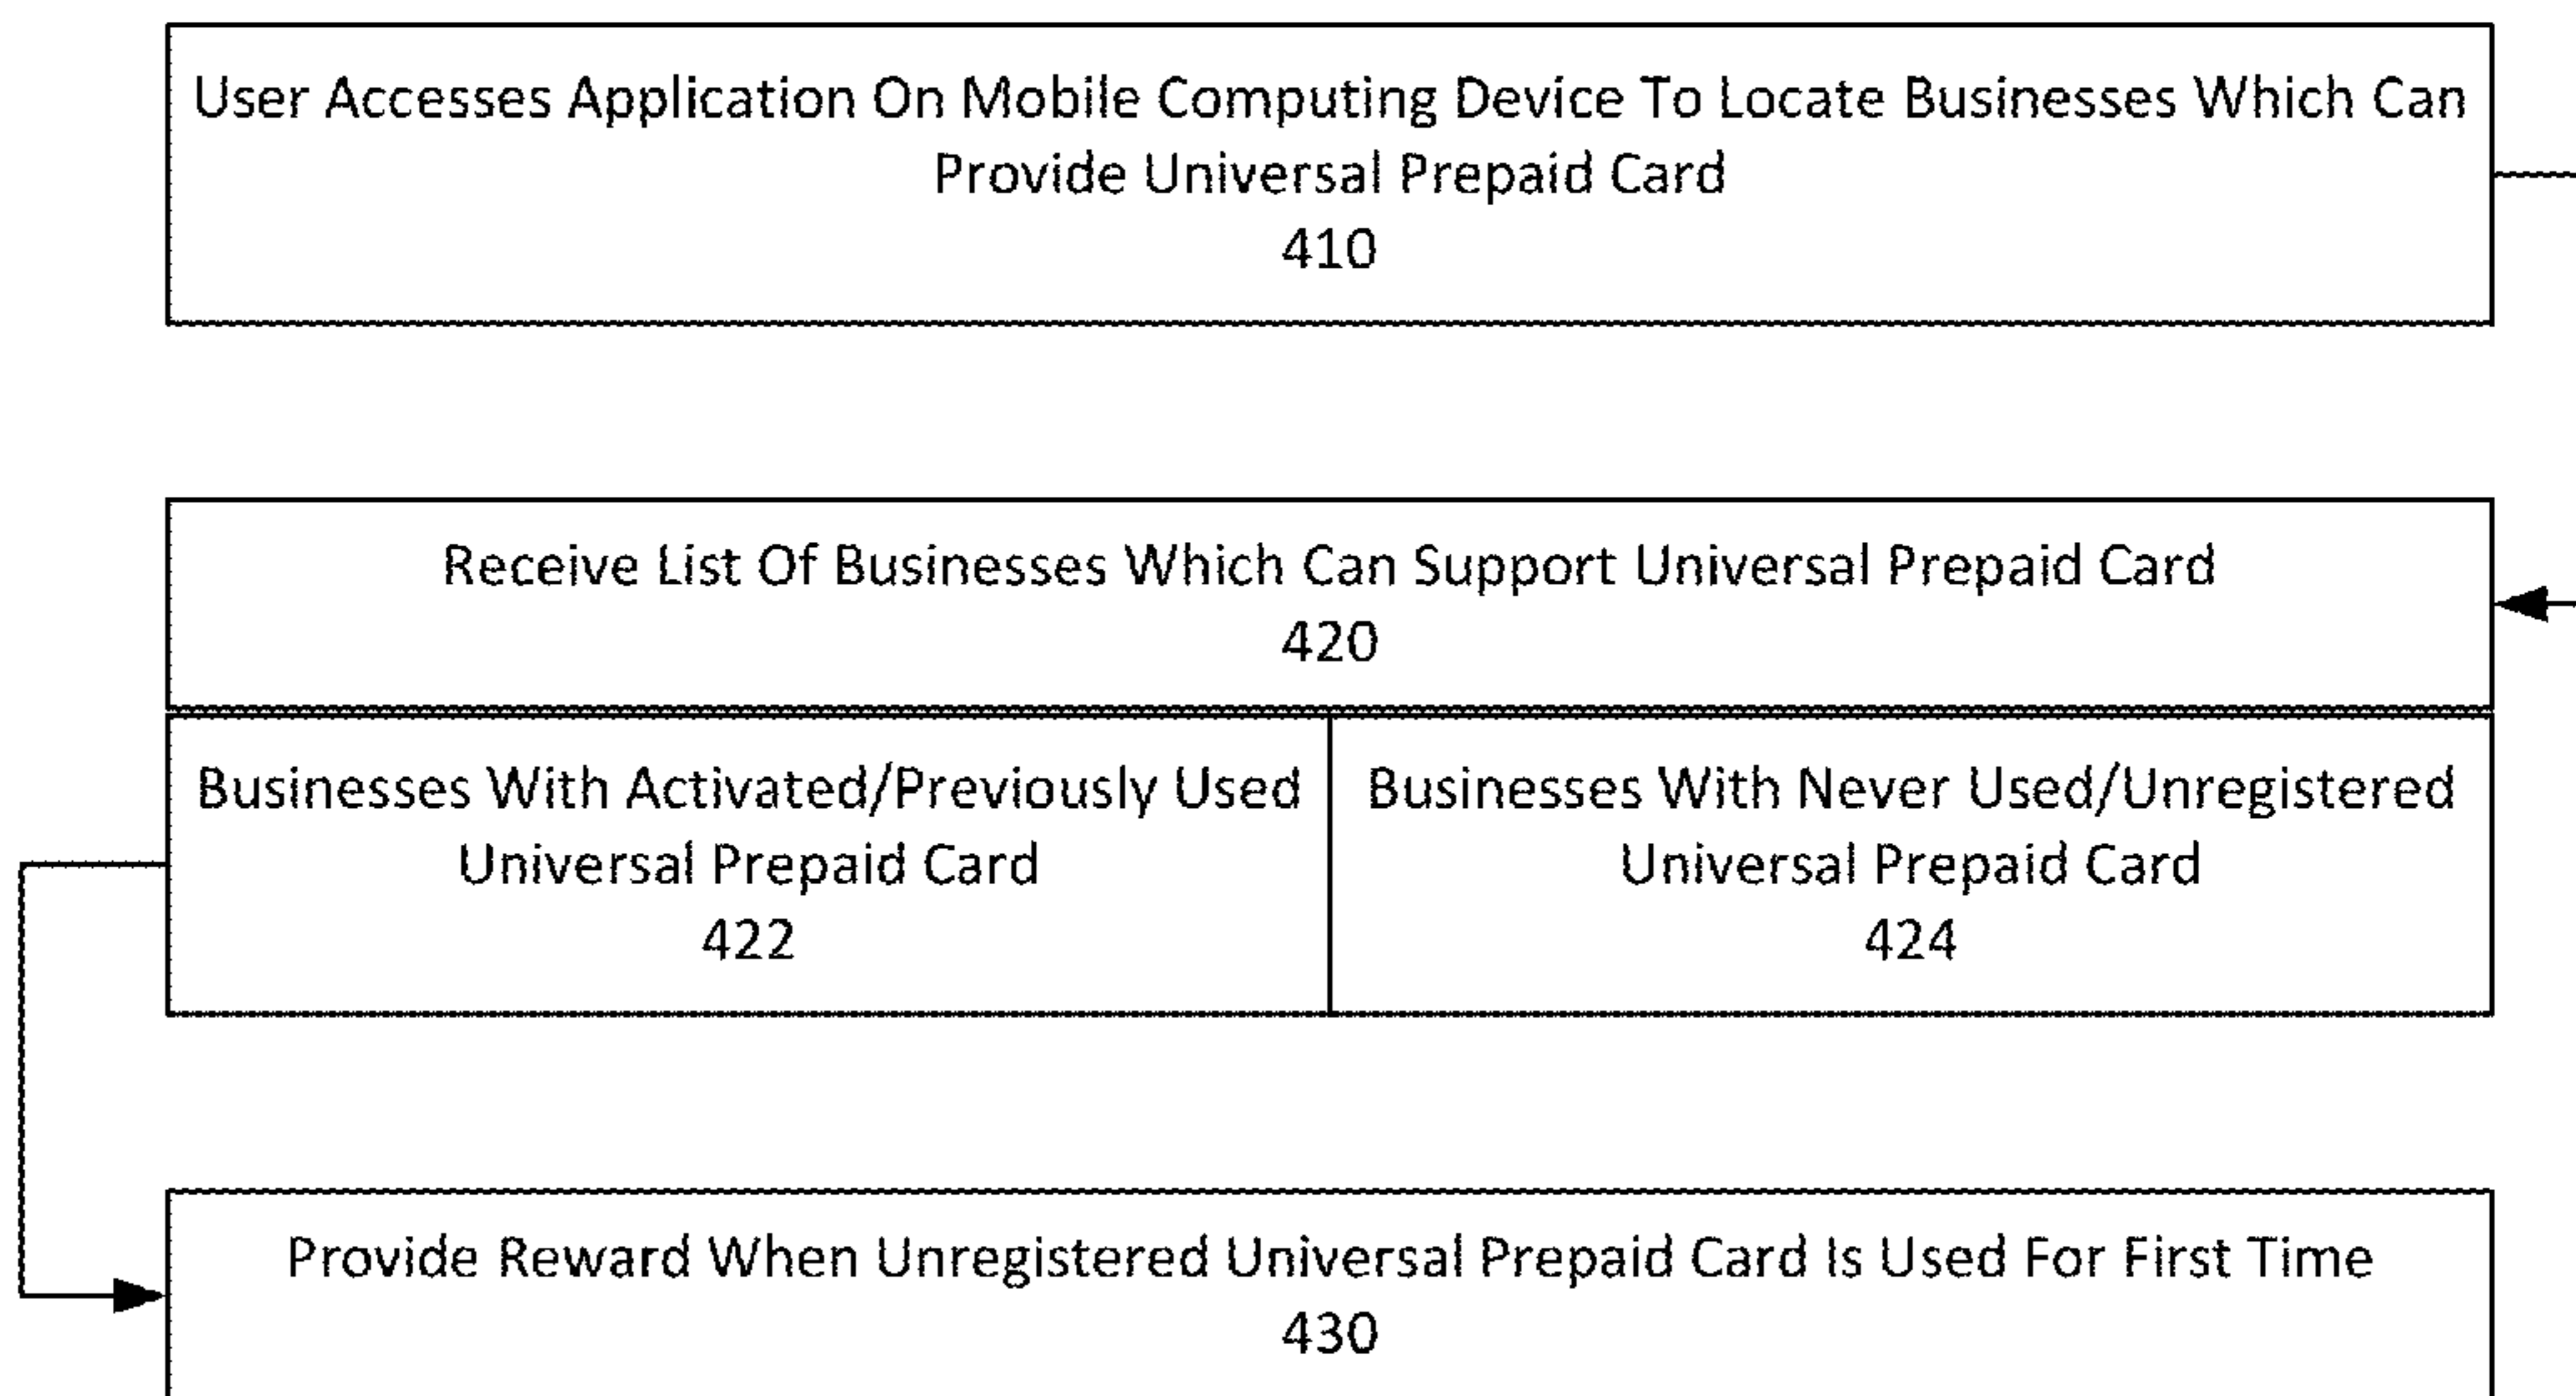 User Accesses Application On Mobile Computing Device To Locate Businesses Which Can
Provide Universal Prepaid Card
410
Receive List Of Businesses Which Can Support Universal Prepaid Card
420
Businesses With Activated/Previously Used
Universal Prepaid Card
422
Businesses With Never Used/Unregistered
Universal Prepaid Card
424
Provide Reward When Unregistered Universal Prepaid Card Is Used For First Time
430